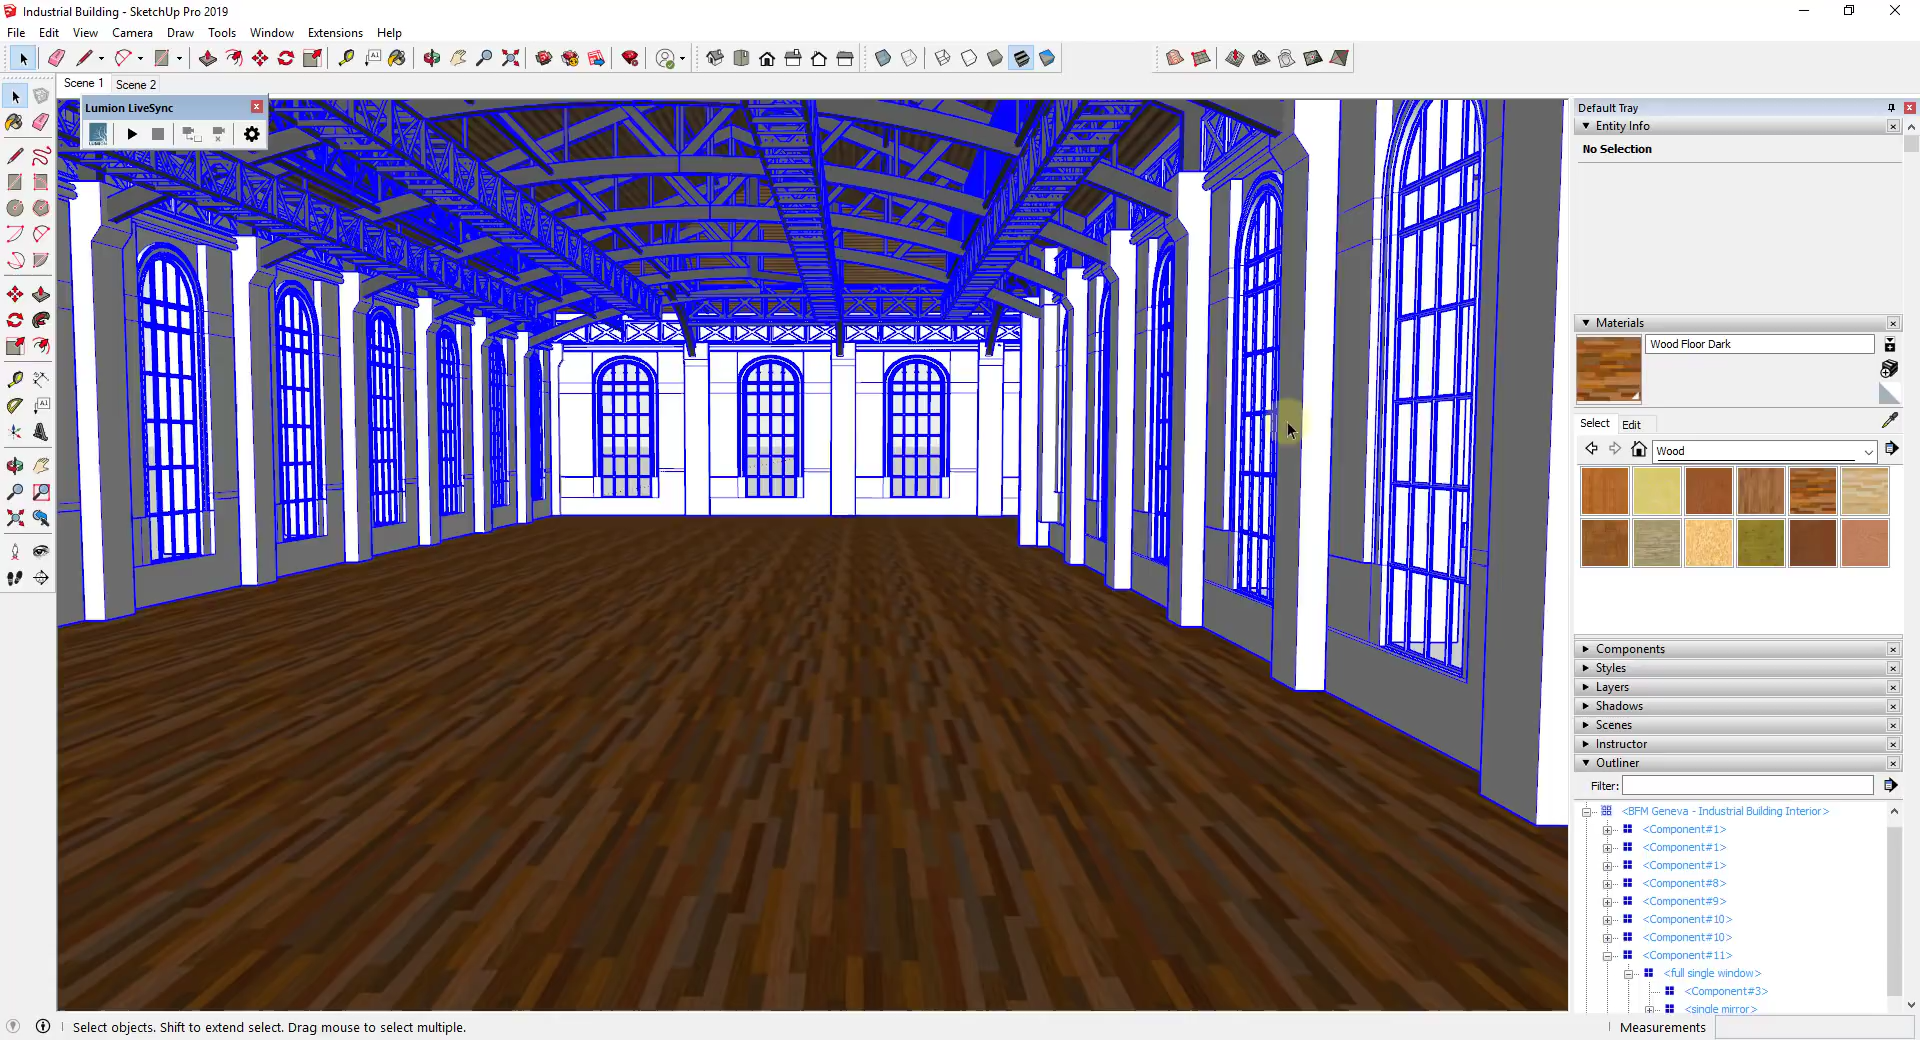 Industrial Building - SketchUp Pro 2019
File Edit View Camera Draw Tools Window Extensions Help
Scene 1 Scene 2
Lumion LiveSync
Default Tray
Entity Info
No Selection
Materials
Wood Floor Dark
Select Edit
Wood
Components
Styles
Layers
Shadows
Scenes
Instructor
Outliner
Filter:
<BFM Geneva - Industrial Building Interior>
<Component#1>
<Component#1>
<Component#1>
<Component#8>
<Component#9>
<Component#10>
<Component#10>
<Component#11>
<full single window>
<Component#3>
<single mirror>
Select objects. Shift to extend select. Drag mouse to select multiple.
Measurements